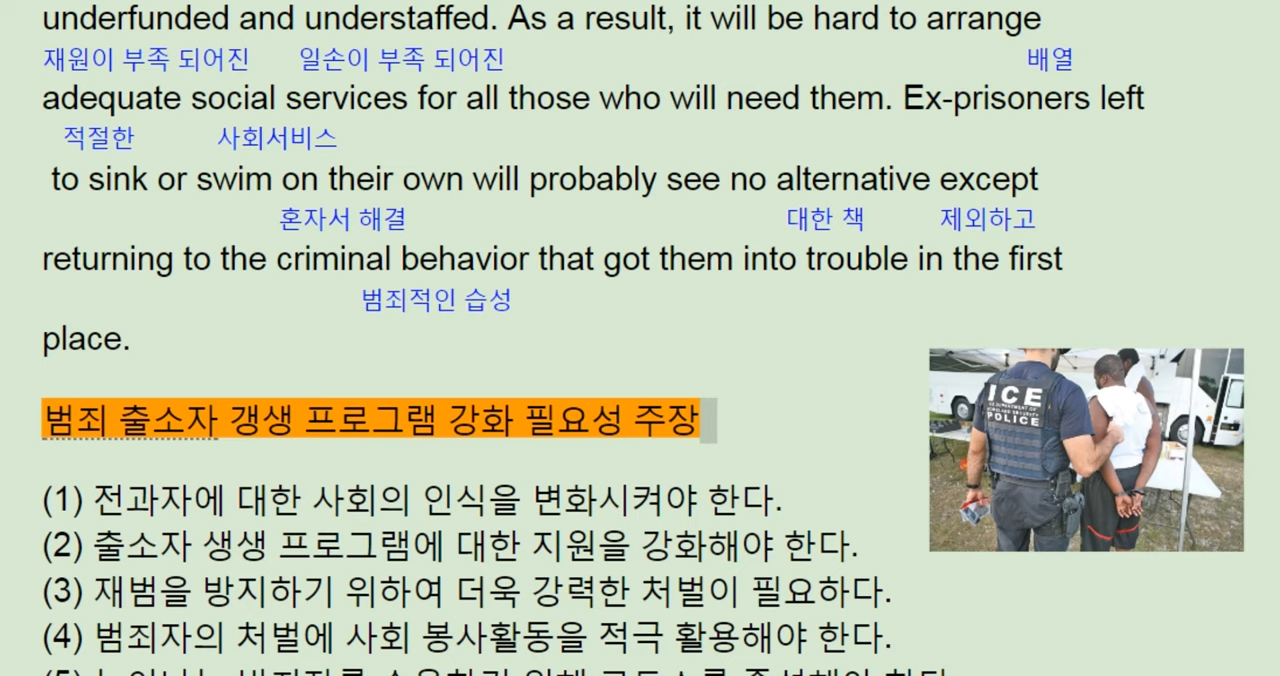 underfunded and understaffed. As a result, it will be hard to arrange
재원이 부족 되어진 일손이 부족 되어진 배열
adequate social services for all those who will need them. Ex-prisoners left
적절한 사회서비스
to sink or swim on their own will probably see no alternative except
혼자서 해결 대한 책 제외하고
returning to the criminal behavior that got them into trouble in the first
범죄적인 습성
place.
범죄 출소자 갱생 프로그램 강화 필요성 주장
ICE
POLICE
(1) 전과자에 대한 사회의 인식을 변화시켜야 한다.
(2) 출소자 생생 프로그램에 대한 지원을 강화해야 한다.
(3) 재범을 방지하기 위하여 더욱 강력한 처벌이 필요하다.
(4) 범죄자의 처벌에 사회 봉사활동을 적극 활용해야 한다.